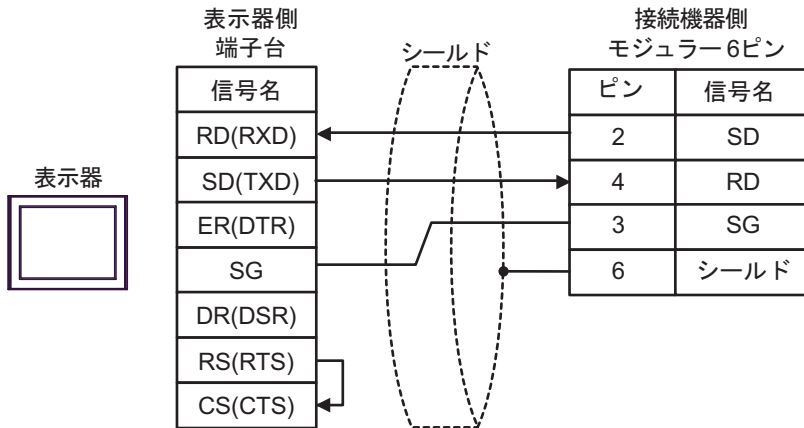 表示器側
端子台
シールド
接続機器側
モジュラー6ピン
信号名
ピン 信号名
RD(RXD)
2 SD
表示器
SD(TXD)
4 RD
ER(DTR)
3 SG
SG
6 シールド
DR(DSR)
RS(RTS)
CS(CTS)